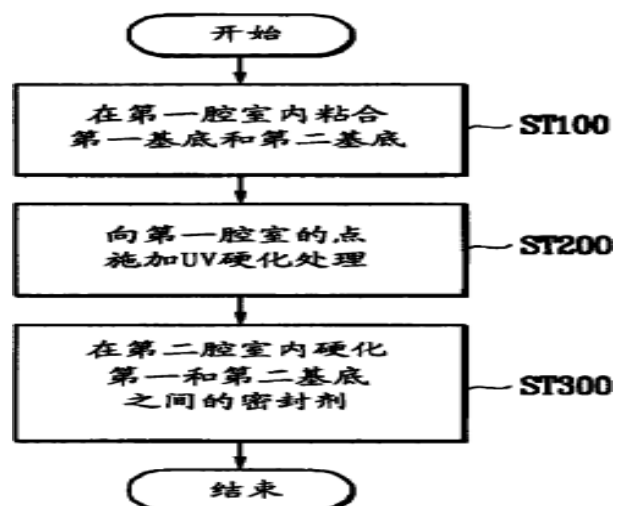 开始
在第一腔室内粘合
第一基底和第二基底
ST100
向第一腔室的点
施加UV硬化处理
ST200
在第二腔室内硬化
第一和第二基底
之间的密封剂
ST300
结束